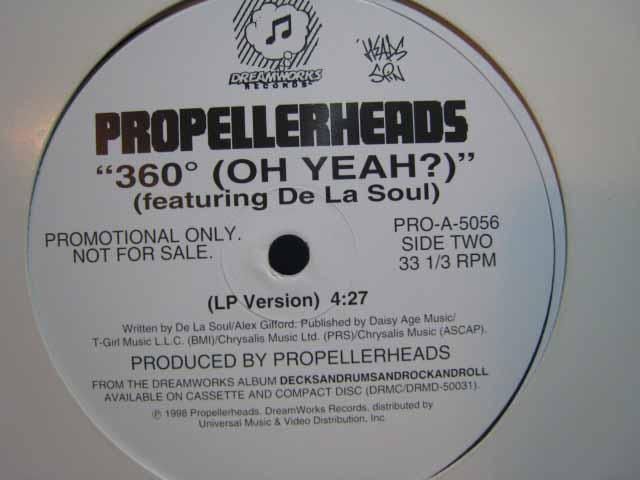 DREAMWORKS
RECORDS
HEADS
SPIN
PROPELLERHEADS
"360° (OH YEAH?)"
(featuring De La Soul)
PROMOTIONAL ONLY.
NOT FOR SALE.
PRO-A-5056
SIDE TWO
33 1/3 RPM
(LP Version) 4:27
Written by De La Soul/Alex Gifford. Published by Daisy Age Music/
T-Girl Music L.L.C. (BMI)/Chrysalis Music Ltd. (PRS)/Chrysalis Music (ASCAP).
PRODUCED BY PROPELLERHEADS
FROM THE DREAMWORKS ALBUM DECKSANDRUMSANDROCKANDROLL
AVAILABLE ON CASSETTE AND COMPACT DISC (DRMC/DRMD-50031).
℗ 1998 Propellerheads. DreamWorks Records, distributed by
Universal Music & Video Distribution, Inc.